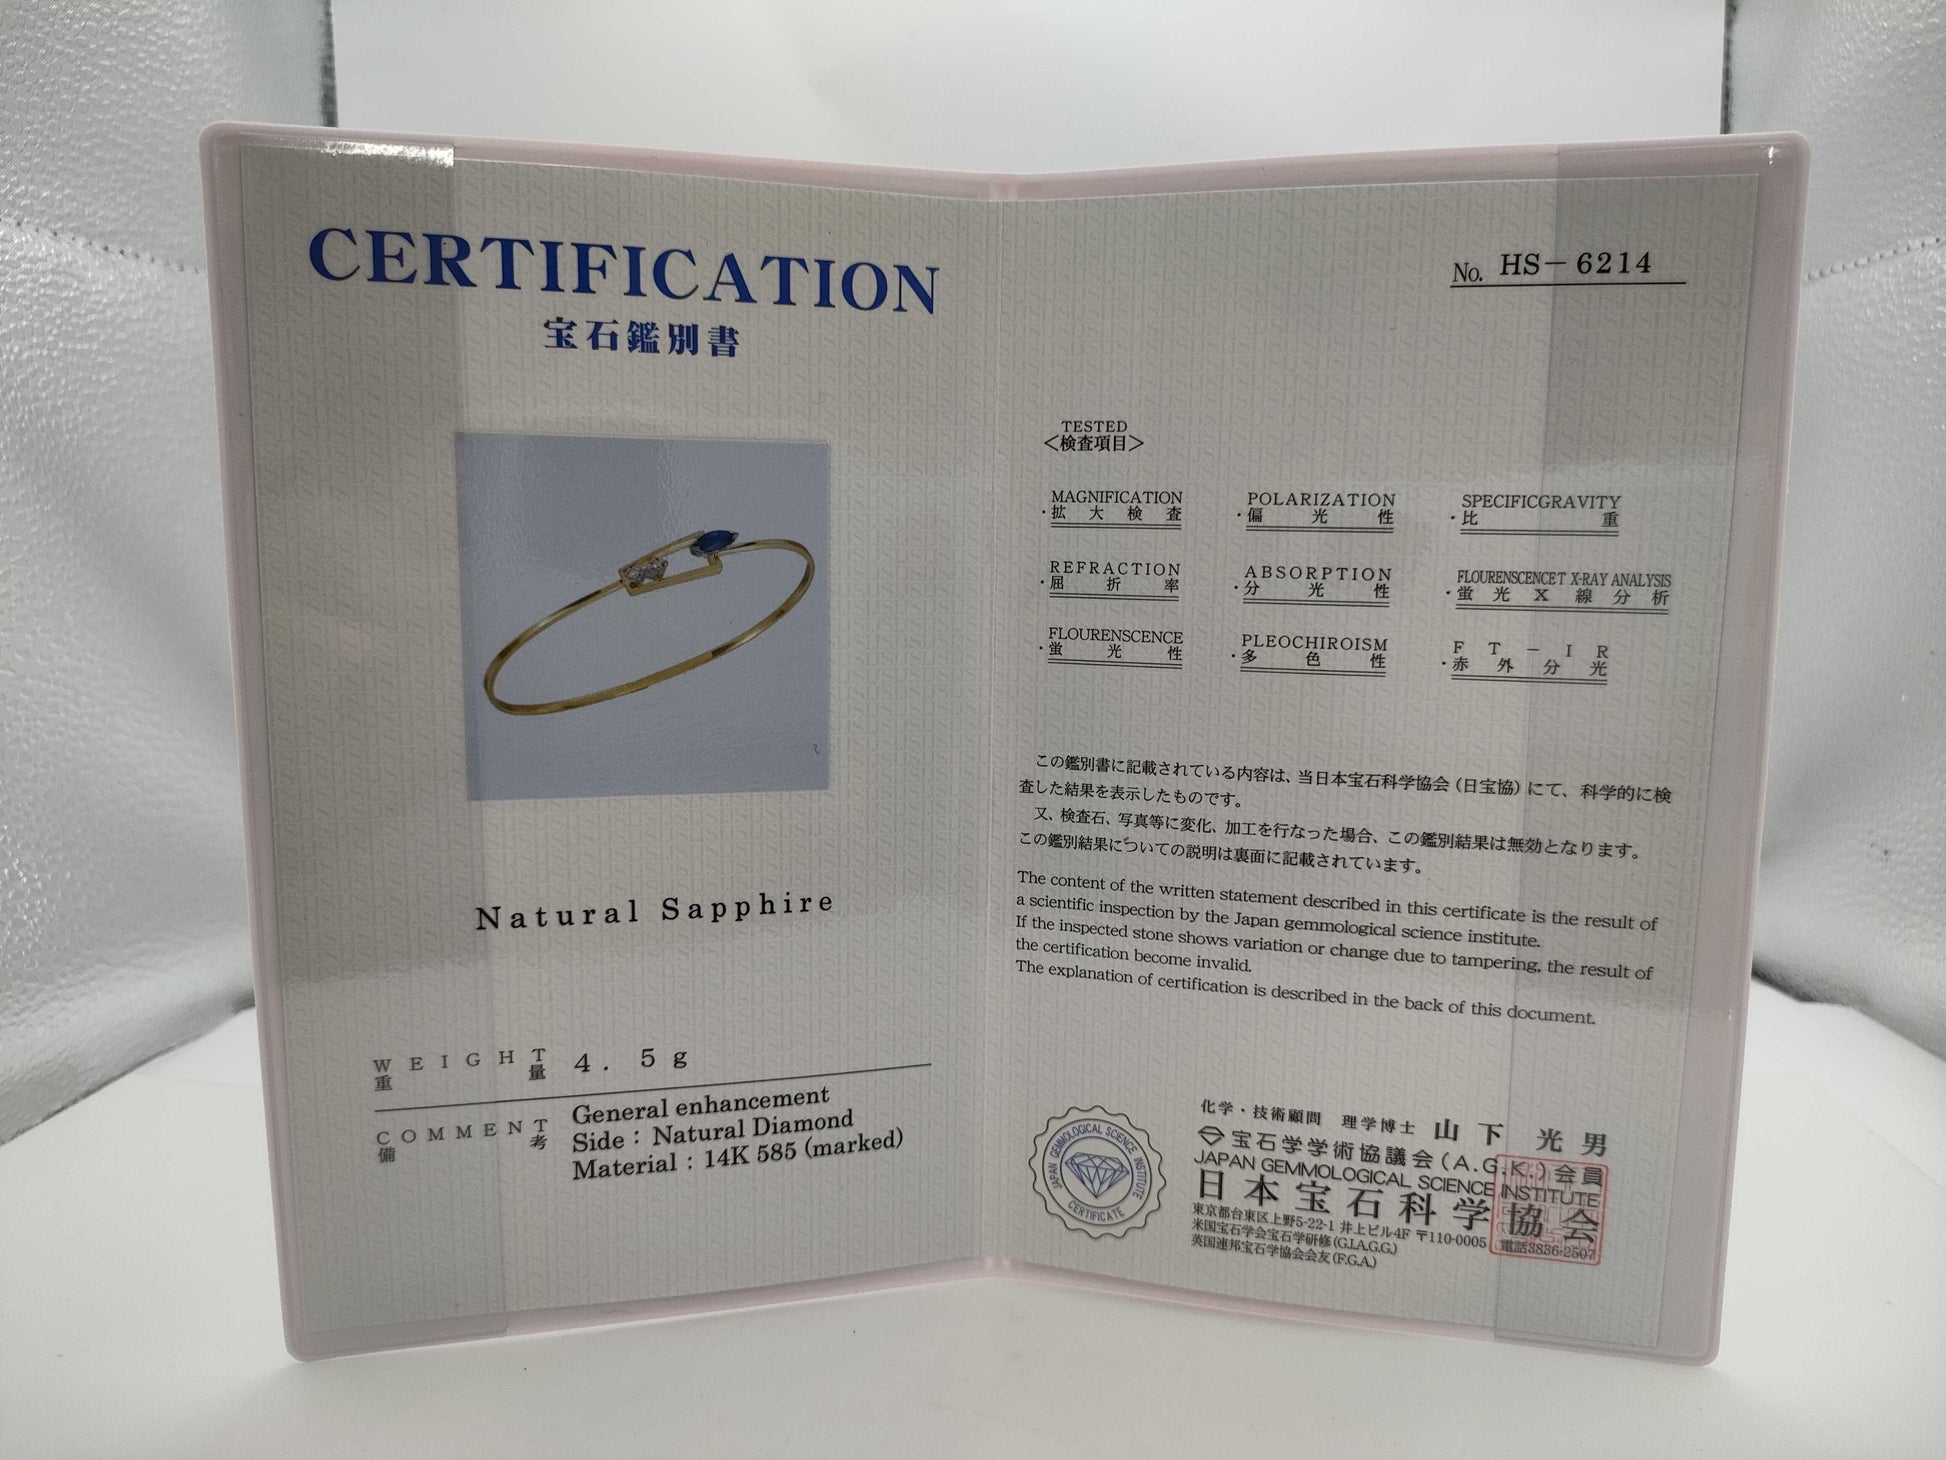 CERTIFICATION
宝石鑑別書
Natural Sapphire
WEIGHT 4.5g
重量
COMMENT General enhancement
備考 Side : Natural Diamond
Material : 14K 585 (marked)
No. HS-6214
TESTED
<検査項目>
MAGNIFICATION POLARIZATION SPECIFICGRAVITY
・拡大検査 ・偏光性 ・比重
REFRACTION ABSORPTION FLOURENSCENCET X-RAY ANALYSIS
・屈折率 ・分光性 ・蛍光X線分析
FLOURENSCENCE PLEOCHIROISM FT-IR
・蛍光性 ・多色性 ・赤外分光
この鑑別書に記載されている内容は、当日本宝石科学協会(日宝協)にて、科学的に検
査した結果を表示したものです。
又、検査石、写真等に変化、加工を行なった場合、この鑑別結果は無効となります。
この鑑別結果についての説明は裏面に記載されています。
The content of the written statement described in this certificate is the result of
a scientific inspection by the Japan gemmological science institute.
If the inspected stone shows variation or change due to tampering, the result of
the certification become invalid.
The explanation of certification is described in the back of this document.
JAPAN GEMMOLOGICAL SCIENCE INSTITUTE
CERTIFICATE
化学・技術顧問 理学博士 山下 光男
宝石学学術協議会(A.G.K.)会員
JAPAN GEMMOLOGICAL SCIENCE INSTITUTE
日本宝石科学協会
東京都台東区上野5-22-1 井上ビル4F 〒110-0005 電話3836-2507
米国宝石学会宝石学研修(G.I.A.G.G.)
英国連邦宝石学協会会友(F.G.A.)